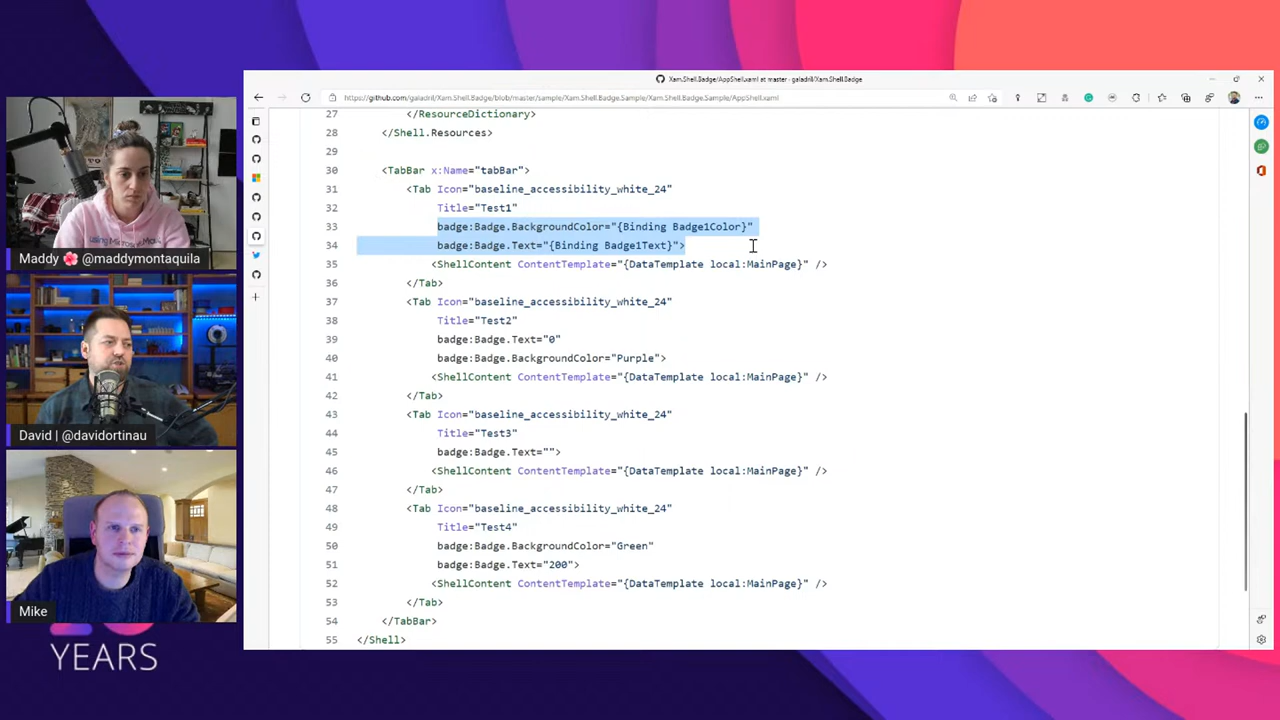 Xam.Shell.Badge/AppShell.xaml at master · galadril/Xam.Shell.Badge
https://github.com/galadril/Xam.Shell.Badge/blob/master/sample/Xam.Shell.Badge.Sample/Xam.Shell.Badge.Sample/AppShell.xaml
27 </ResourceDictionary>
28 </Shell.Resources>
29
30 <TabBar x:Name="tabBar">
31 <Tab Icon="baseline_accessibility_white_24"
32 Title="Test1"
33 badge:Badge.BackgroundColor="{Binding Badge1Color}"
34 badge:Badge.Text="{Binding Badge1Text}">
35 <ShellContent ContentTemplate="{DataTemplate local:MainPage}" />
36 </Tab>
37 <Tab Icon="baseline_accessibility_white_24"
38 Title="Test2"
39 badge:Badge.Text="0"
40 badge:Badge.BackgroundColor="Purple">
41 <ShellContent ContentTemplate="{DataTemplate local:MainPage}" />
42 </Tab>
43 <Tab Icon="baseline_accessibility_white_24"
44 Title="Test3"
45 badge:Badge.Text="">
46 <ShellContent ContentTemplate="{DataTemplate local:MainPage}" />
47 </Tab>
48 <Tab Icon="baseline_accessibility_white_24"
49 Title="Test4"
50 badge:Badge.BackgroundColor="Green"
51 badge:Badge.Text="200">
52 <ShellContent ContentTemplate="{DataTemplate local:MainPage}" />
53 </Tab>
54 </TabBar>
55 </Shell>
using Microsoft
Maddy 🌺 @maddymontaquila
David | @davidortinau
Mike
YEARS